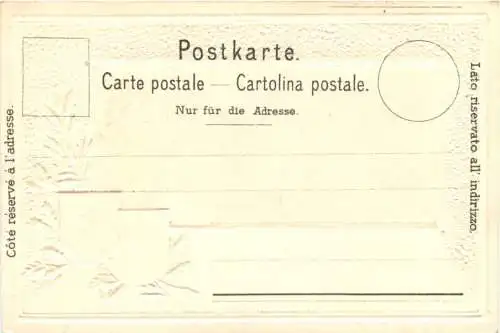 Postkarte.
Carte postale — Cartolina postale.
Nur für die Adresse.
Côté réservé à l'adresse.
Lato riservato all' indirizzo.